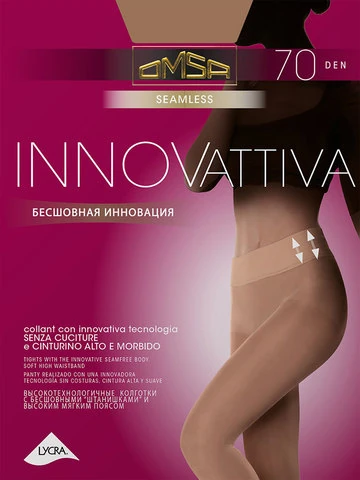 OMSA
70 DEN
SEAMLESS
INNOVATTIVA
БЕСШОВНАЯ ИННОВАЦИЯ
collant con innovativa tecnologia
SENZA CUCITURE
e CINTURINO ALTO E MORBIDO
TIGHTS WITH THE INNOVATIVE SEAMFREE BODY.
SOFT HIGH WAISTBAND
PANTY REALIZADO CON UNA INNOVADORA
TECNOLOGÍA SIN COSTURAS, CINTURA ALTA Y SUAVE
ВЫСОКОТЕХНОЛОГИЧНЫЕ КОЛГОТКИ
С БЕСШОВНЫМИ "ШТАНИШКАМИ" И
ВЫСОКИМ МЯГКИМ ПОЯСОМ
LYCRA.